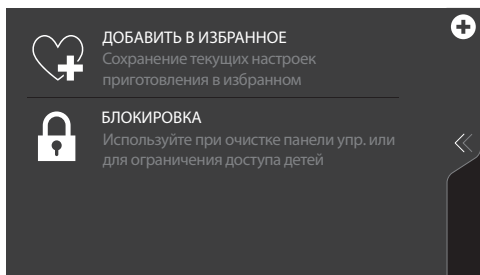 ДОБАВИТЬ В ИЗБРАННОЕ
Сохранение текущих настроек
приготовления в избранном
БЛОКИРОВКА
Используйте при очистке панели упр. или
для ограничения доступа детей